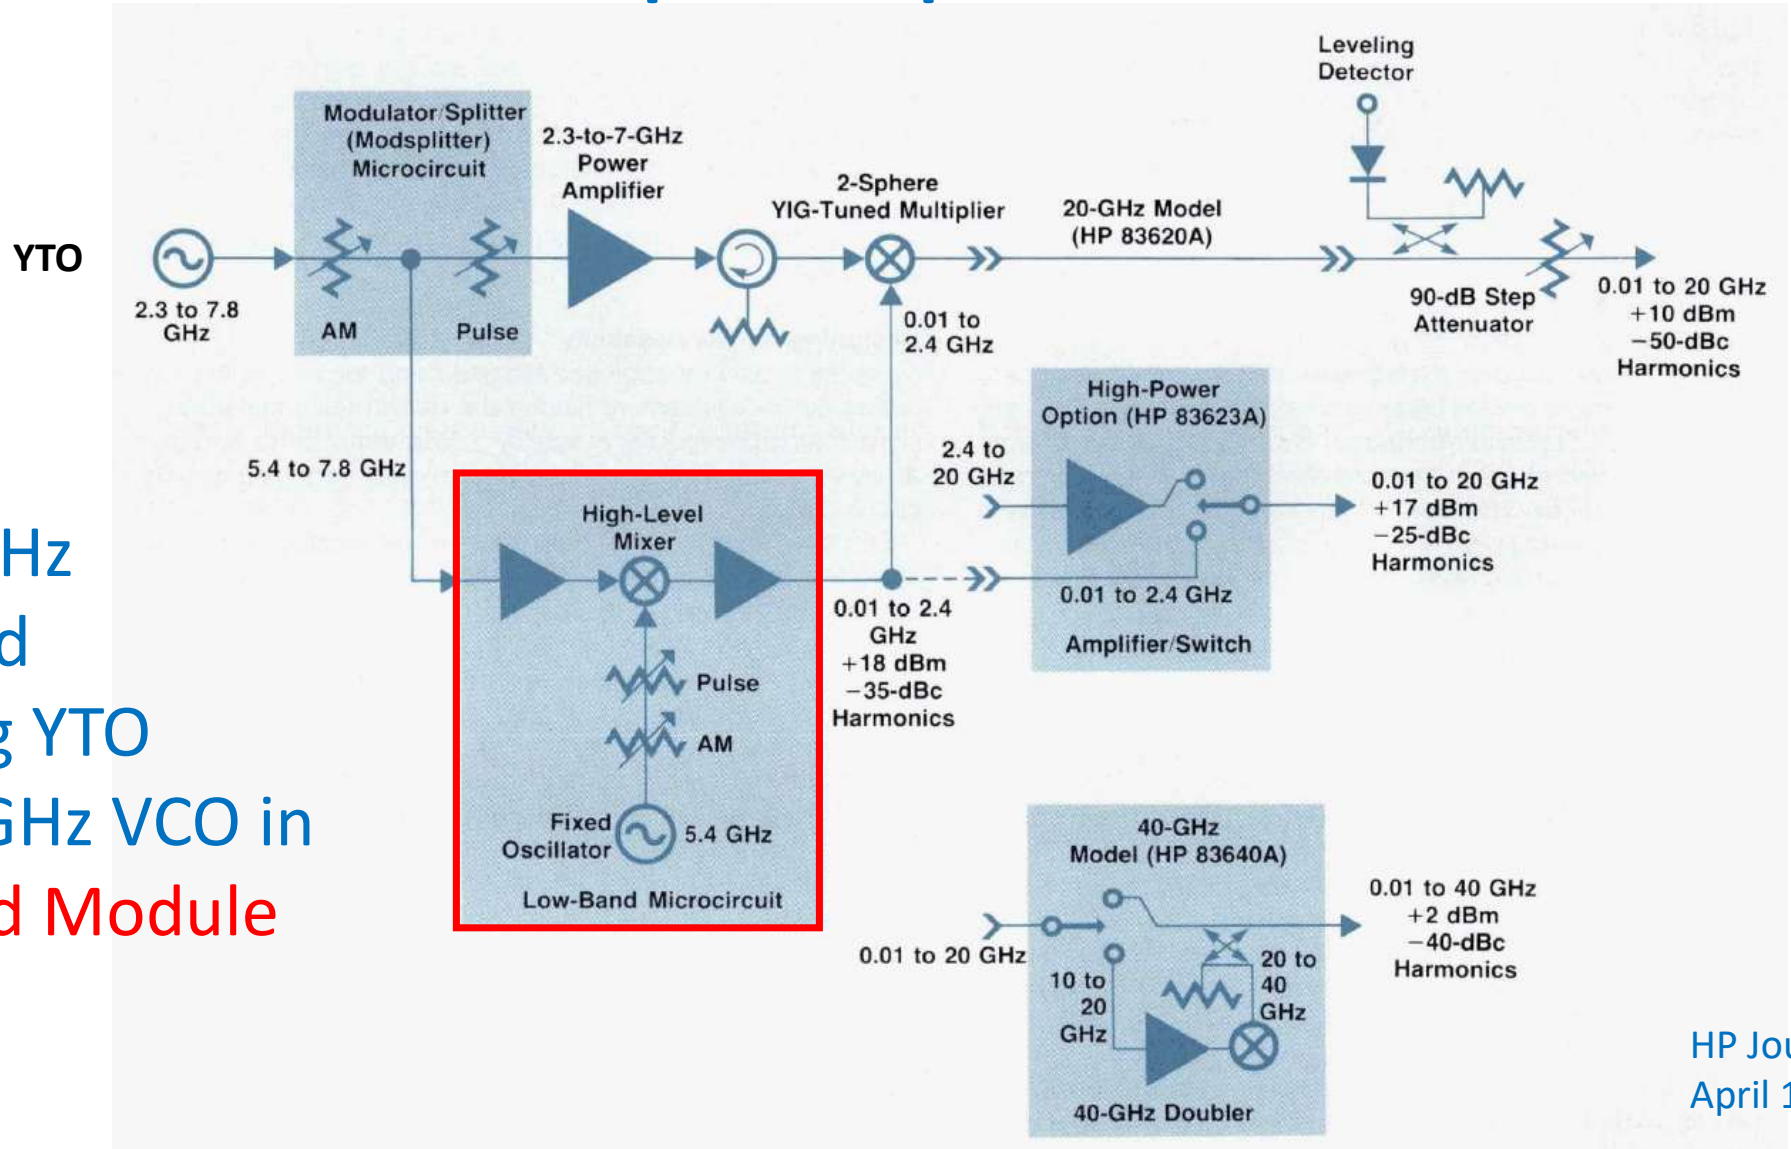 Leveling
Detector
Modulator/Splitter
(Modsplitter)
Microcircuit
2.3-to-7-GHz
Power
Amplifier
2-Sphere
YIG-Tuned Multiplier
20-GHz Model
(HP 83620A)
YTO
2.3 to 7.8
GHz
AM
Pulse
0.01 to
2.4 GHz
90-dB Step
Attenuator
0.01 to 20 GHz
+10 dBm
−50-dBc
Harmonics
5.4 to 7.8 GHz
High-Power
Option (HP 83623A)
2.4 to
20 GHz
0.01 to 20 GHz
+17 dBm
−25-dBc
Harmonics
0.01 to 2.4 GHz
Amplifier/Switch
High-Level
Mixer
0.01 to 2.4
GHz
+18 dBm
−35-dBc
Harmonics
Pulse
AM
Fixed
Oscillator
5.4 GHz
Low-Band Microcircuit
Hz
d
g YTO
GHz VCO in
d Module
40-GHz
Model (HP 83640A)
0.01 to 20 GHz
10 to
20
GHz
20 to
40
GHz
40-GHz Doubler
0.01 to 40 GHz
+2 dBm
−40-dBc
Harmonics
HP Jou
April 1